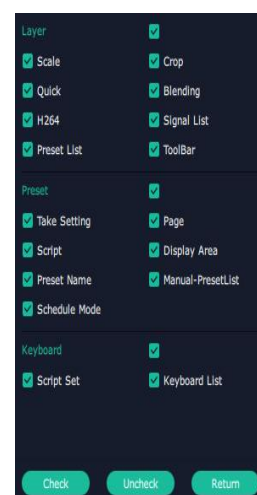 Layer
Scale Crop
Quick Blending
H264 Signal List
Preset List ToolBar
Preset
Take Setting Page
Script Display Area
Preset Name Manual-PresetList
Schedule Mode
Keyboard
Script Set Keyboard List
Check Uncheck Return